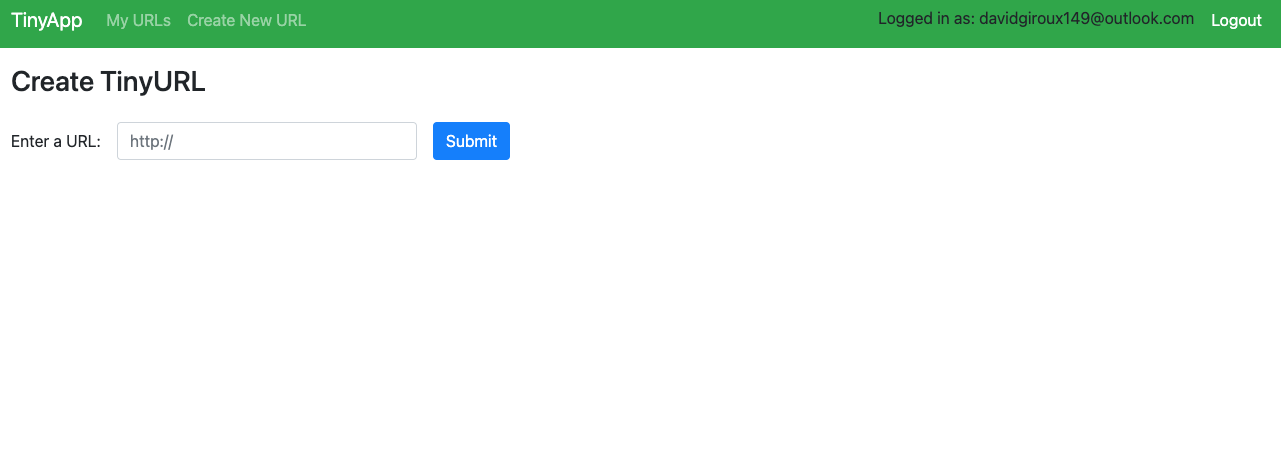 TinyApp My URLs Create New URL Logged in as: davidgiroux149@outlook.com Logout
Create TinyURL
Enter a URL: http:// Submit